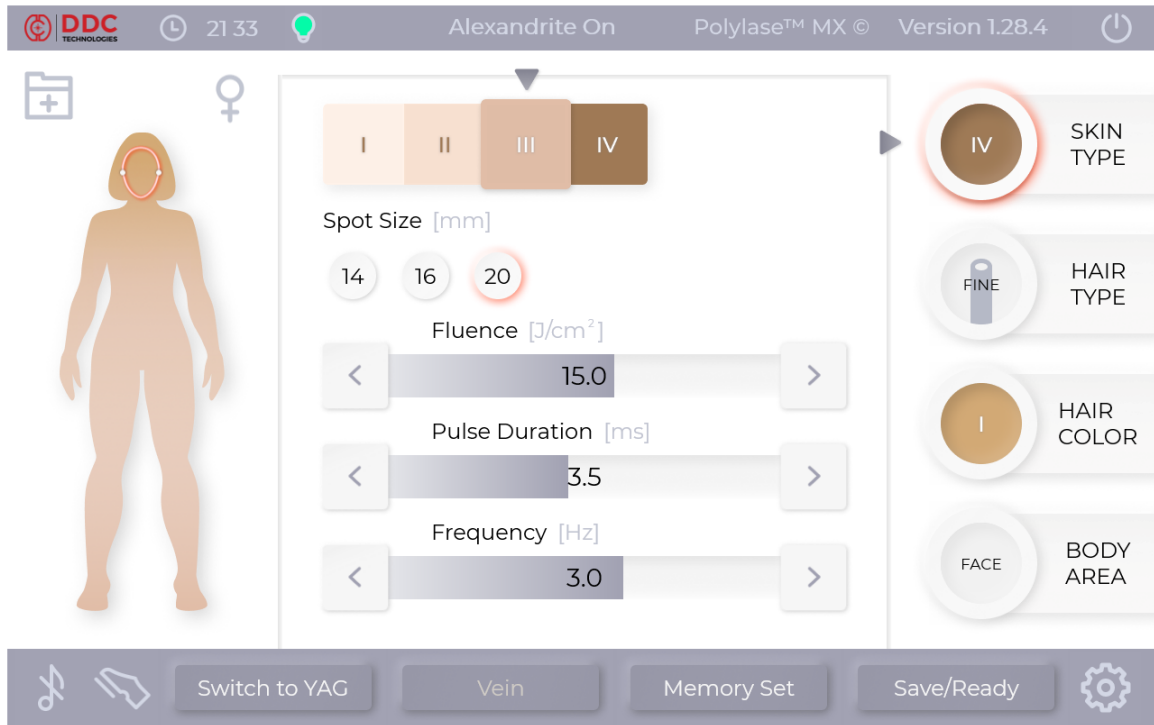 DDC
TECHNOLOGIES
21 33
Alexandrite On
Polylase™ MX ©
Version 1.28.4
I
II
III
IV
Spot Size [mm]
14
16
20
Fluence [J/cm²]
15.0
Pulse Duration [ms]
3.5
Frequency [Hz]
3.0
IV
SKIN
TYPE
FINE
HAIR
TYPE
I
HAIR
COLOR
FACE
BODY
AREA
Switch to YAG
Vein
Memory Set
Save/Ready